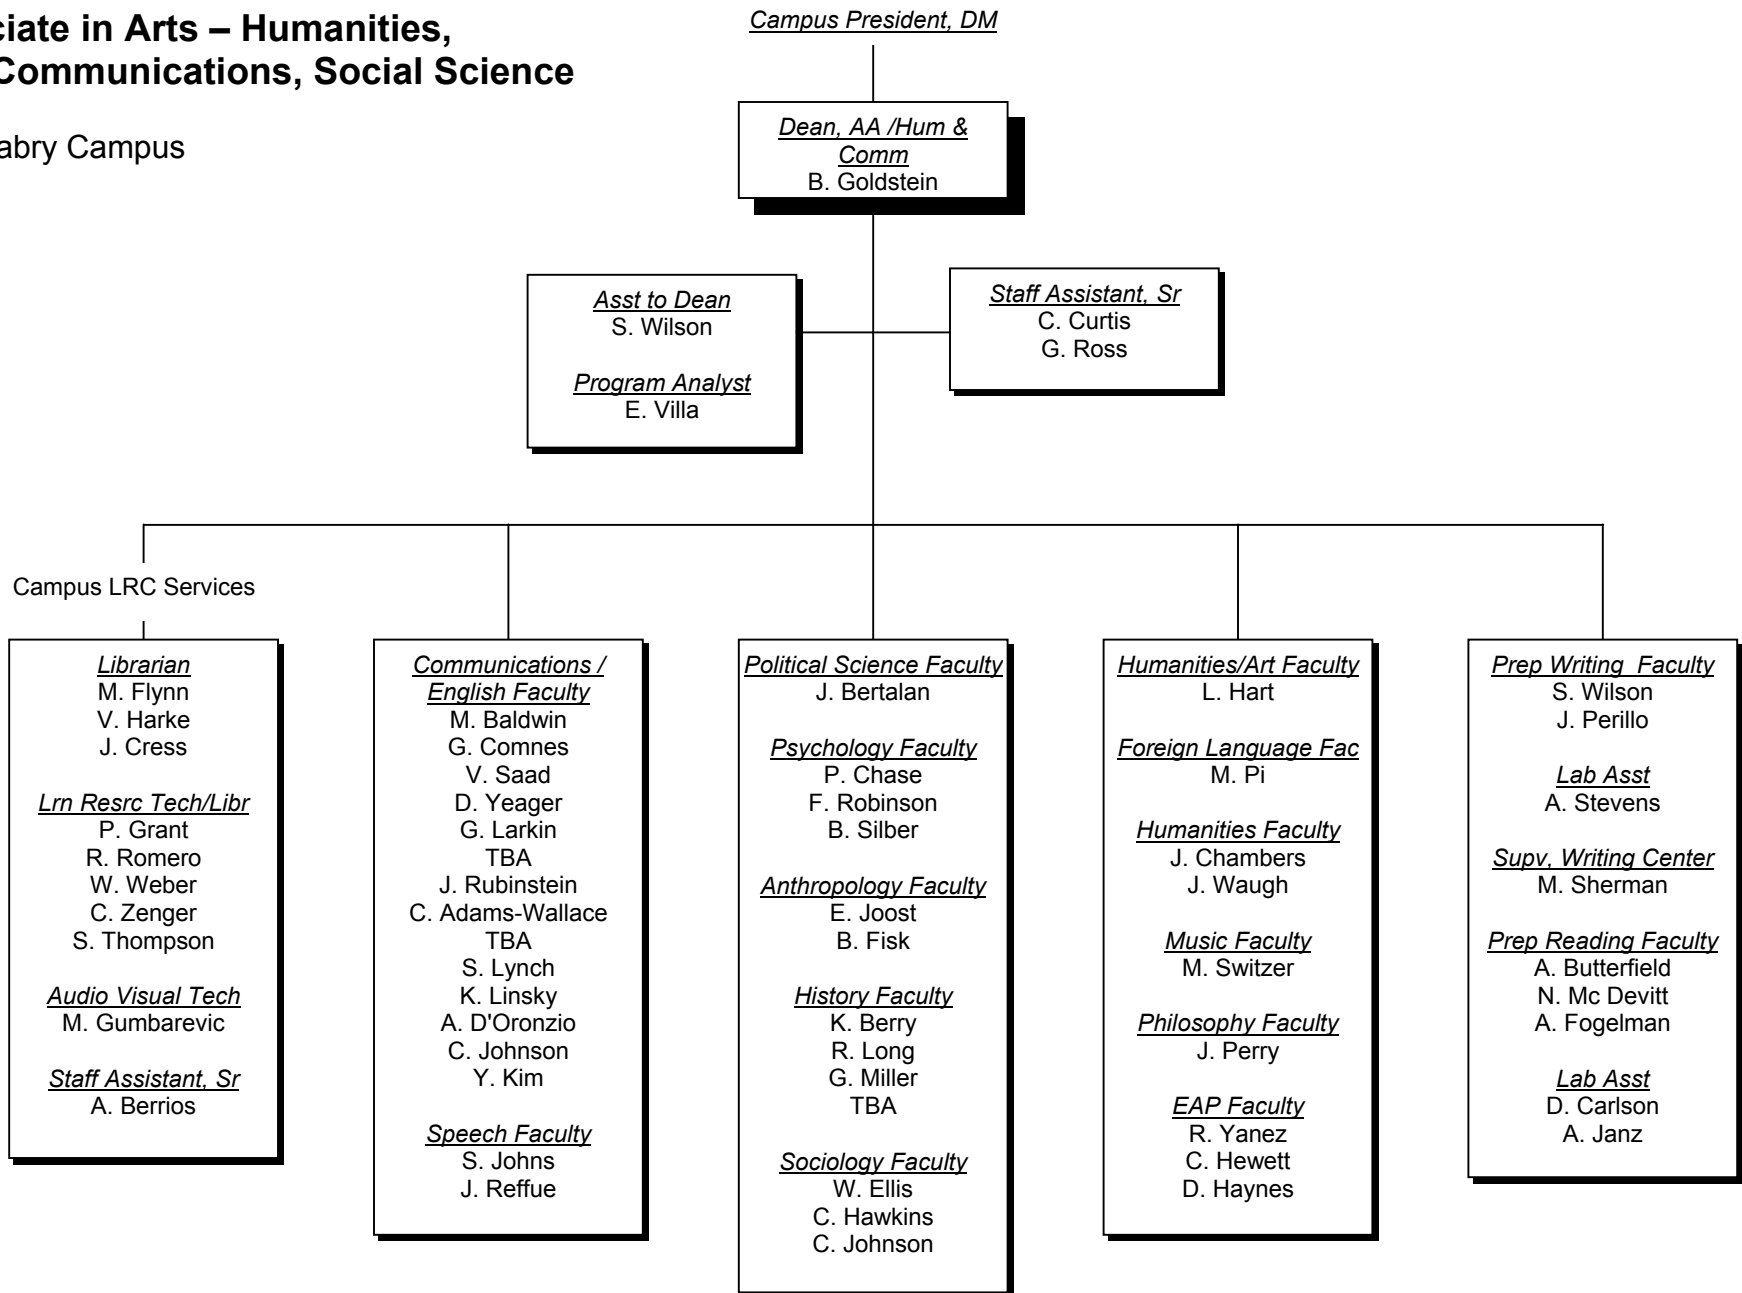 ciate in Arts – Humanities,
Communications, Social Science
abry Campus
Campus President, DM
Dean, AA /Hum &
Comm
B. Goldstein
Asst to Dean
S. Wilson
Program Analyst
E. Villa
Staff Assistant, Sr
C. Curtis
G. Ross
Campus LRC Services
Librarian
M. Flynn
V. Harke
J. Cress
Lrn Resrc Tech/Libr
P. Grant
R. Romero
W. Weber
C. Zenger
S. Thompson
Audio Visual Tech
M. Gumbarevic
Staff Assistant, Sr
A. Berrios
Communications /
English Faculty
M. Baldwin
G. Comnes
V. Saad
D. Yeager
G. Larkin
TBA
J. Rubinstein
C. Adams-Wallace
TBA
S. Lynch
K. Linsky
A. D'Oronzio
C. Johnson
Y. Kim
Speech Faculty
S. Johns
J. Reffue
Political Science Faculty
J. Bertalan
Psychology Faculty
P. Chase
F. Robinson
B. Silber
Anthropology Faculty
E. Joost
B. Fisk
History Faculty
K. Berry
R. Long
G. Miller
TBA
Sociology Faculty
W. Ellis
C. Hawkins
C. Johnson
Humanities/Art Faculty
L. Hart
Foreign Language Fac
M. Pi
Humanities Faculty
J. Chambers
J. Waugh
Music Faculty
M. Switzer
Philosophy Faculty
J. Perry
EAP Faculty
R. Yanez
C. Hewett
D. Haynes
Prep Writing  Faculty
S. Wilson
J. Perillo
Lab Asst
A. Stevens
Supv, Writing Center
M. Sherman
Prep Reading Faculty
A. Butterfield
N. Mc Devitt
A. Fogelman
Lab Asst
D. Carlson
A. Janz